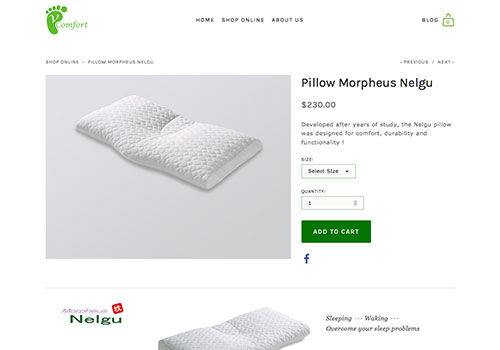 Comfort
HOME SHOP ONLINE ABOUT US
BLOG 0
SHOP ONLINE PILLOW MORPHEUS NELGU
‹ PREVIOUS / NEXT ›
Pillow Morpheus Nelgu
$230.00
Developed after years of study, the Nelgu pillow
was designed for comfort, durability and
functionality !
SIZE:
Select Size
QUANTITY:
1
ADD TO CART
Morpheus 枕
Nelgu
Sleeping --- Waking ---
Overcome your sleep problems